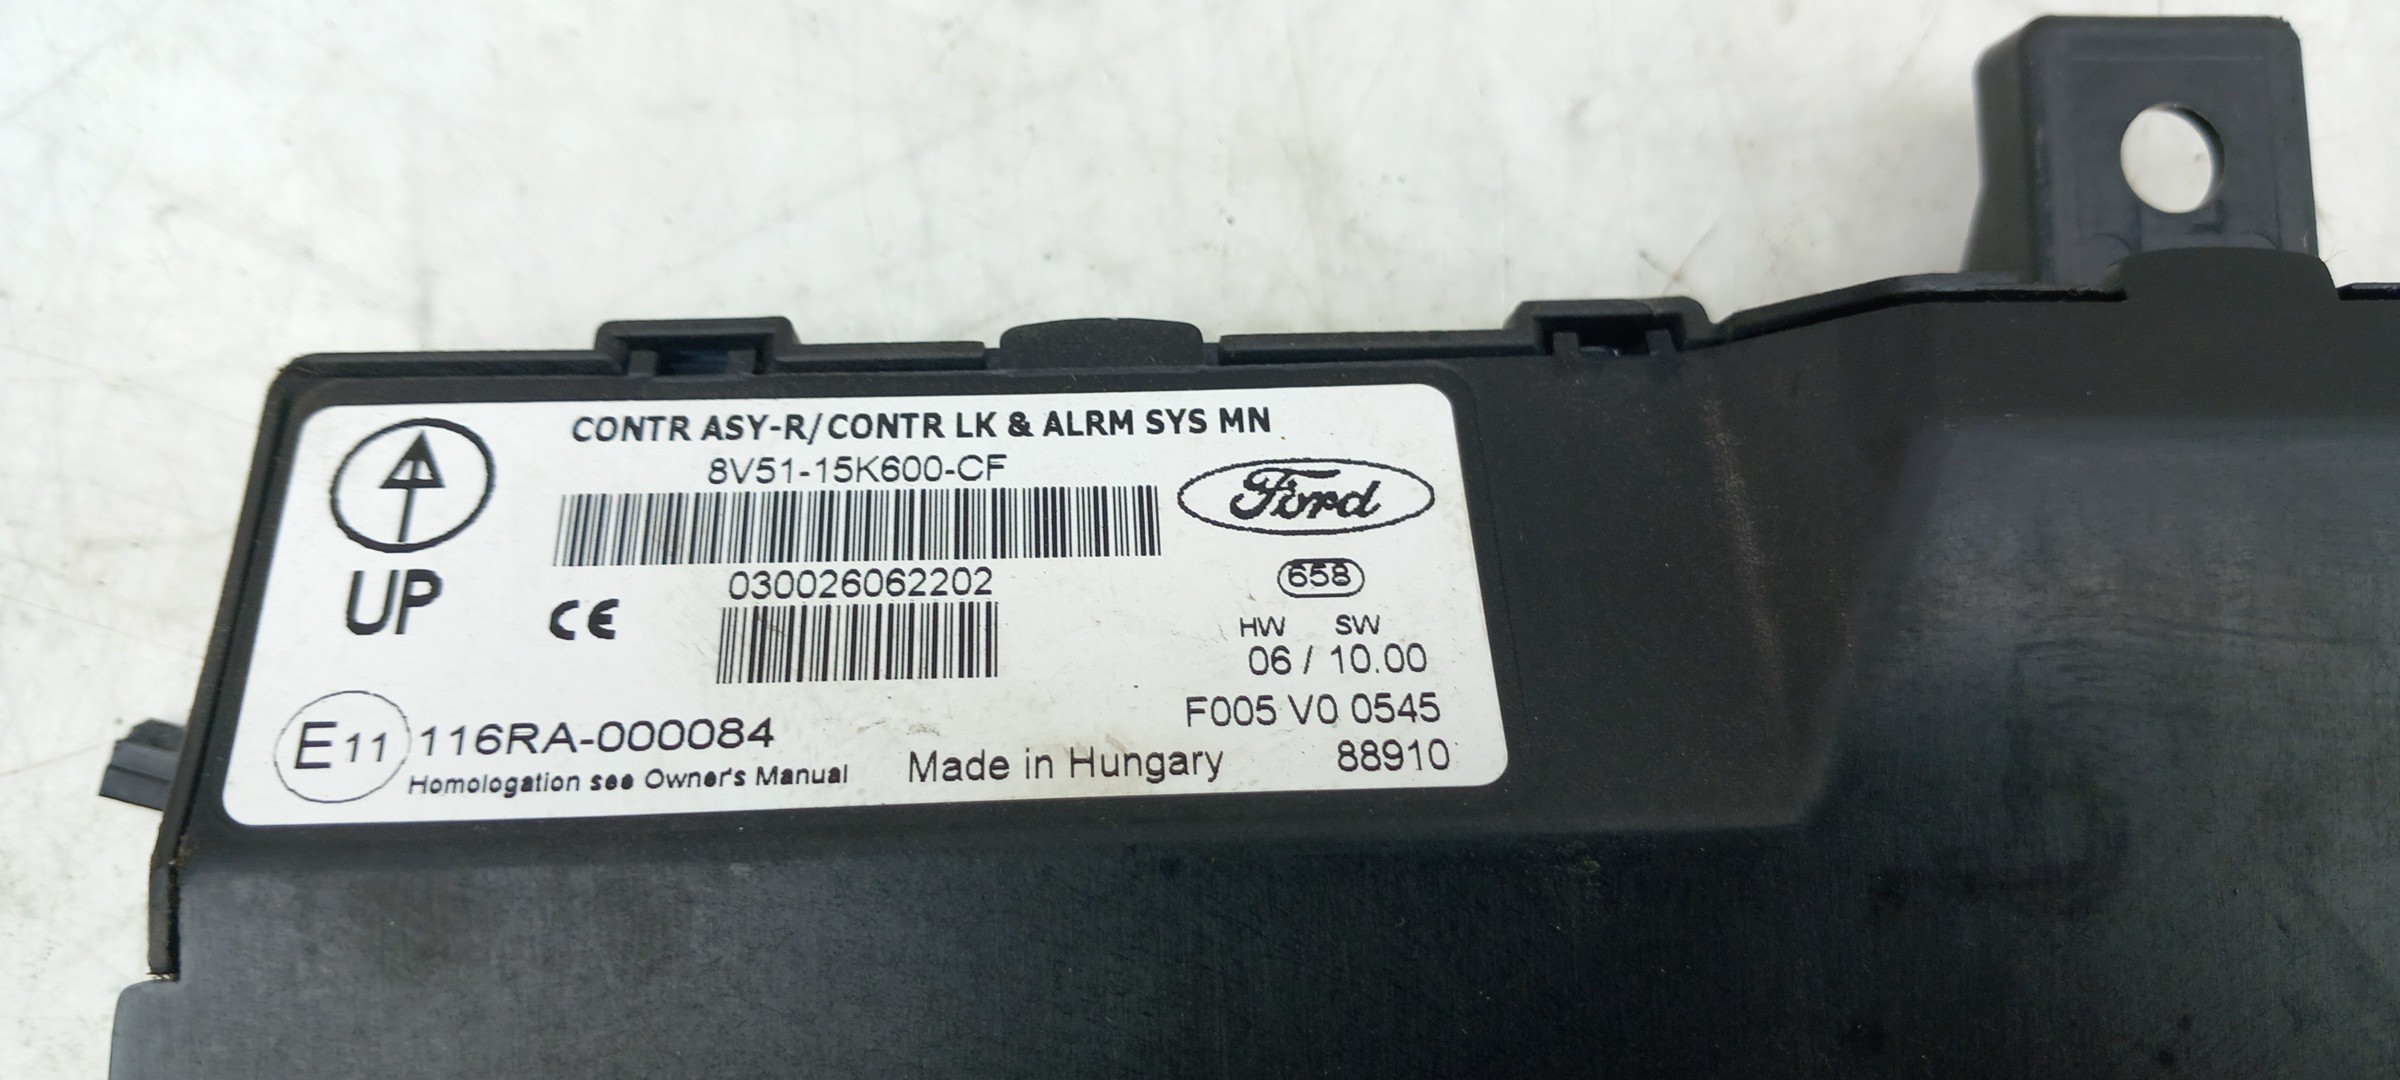 CONTR ASY-R/CONTR LK & ALRM SYS MN
8V51-15K600-CF
Ford
030026062202
658
UP
CE
HW SW
06 / 10.00
F005 V0 0545
E11 116RA-000084
Homologation see Owner's Manual
Made in Hungary
88910